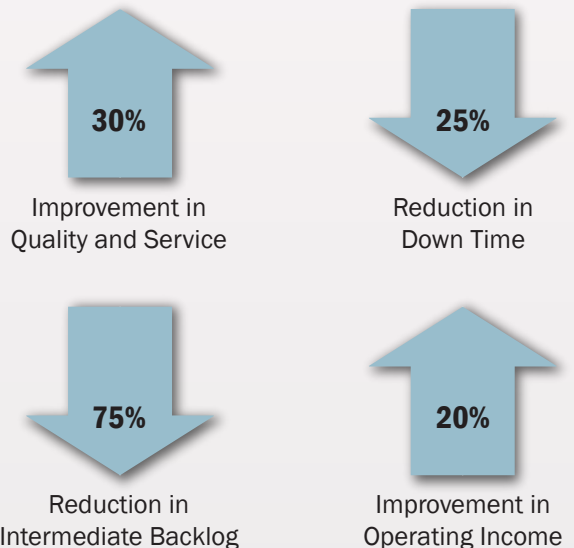 30%
Improvement in
Quality and Service
25%
Reduction in
Down Time
75%
Reduction in
Intermediate Backlog
20%
Improvement in
Operating Income